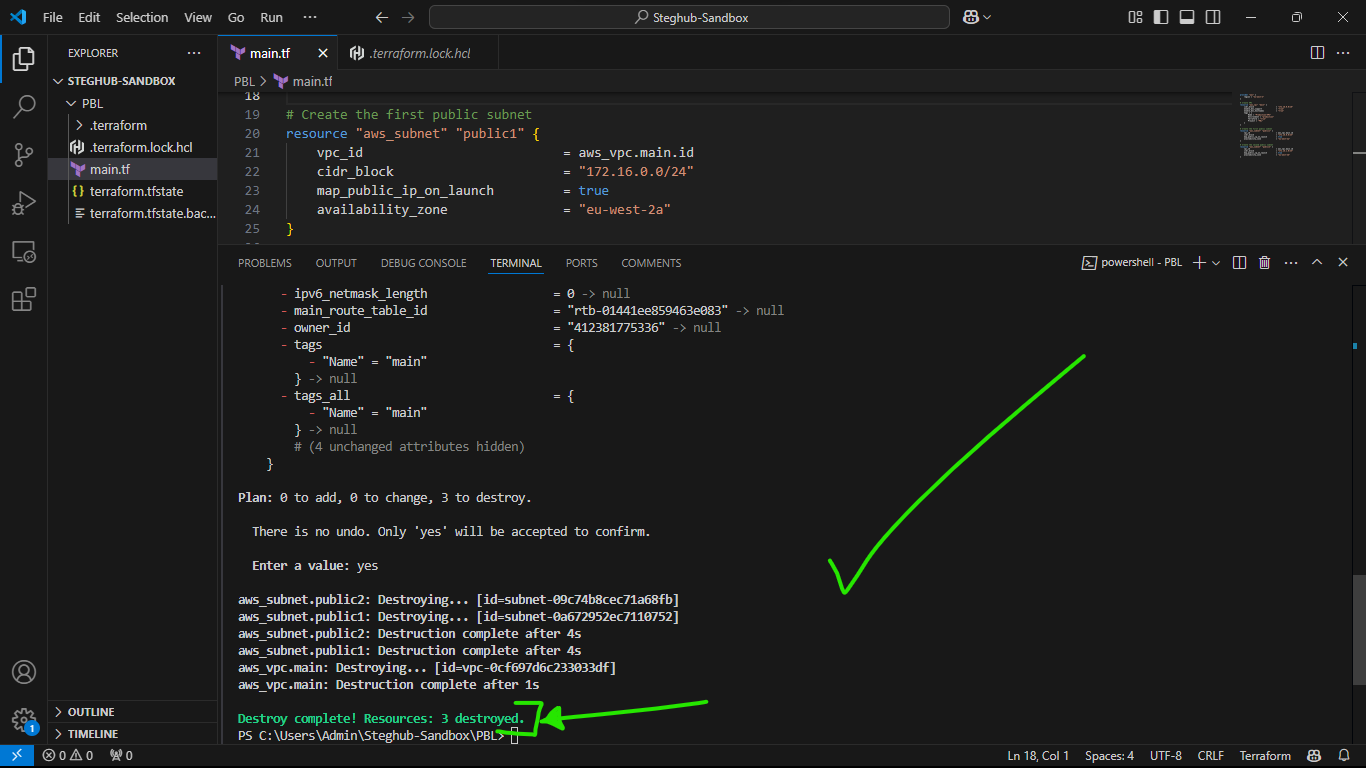 File Edit Selection View Go Run ··· Steghub-Sandbox
EXPLORER ···
STEGHUB-SANDBOX
PBL
.terraform
.terraform.lock.hcl
main.tf
terraform.tfstate
terraform.tfstate.bac...
OUTLINE
TIMELINE
main.tf .terraform.lock.hcl
PBL > main.tf
18
19 # Create the first public subnet
20 resource "aws_subnet" "public1" {
21 vpc_id = aws_vpc.main.id
22 cidr_block = "172.16.0.0/24"
23 map_public_ip_on_launch = true
24 availability_zone = "eu-west-2a"
25 }
PROBLEMS OUTPUT DEBUG CONSOLE TERMINAL PORTS COMMENTS powershell - PBL
- ipv6_netmask_length = 0 -> null
- main_route_table_id = "rtb-01441ee859463e083" -> null
- owner_id = "412381775336" -> null
- tags = {
- "Name" = "main"
} -> null
- tags_all = {
- "Name" = "main"
} -> null
# (4 unchanged attributes hidden)
}
Plan: 0 to add, 0 to change, 3 to destroy.
There is no undo. Only 'yes' will be accepted to confirm.
Enter a value: yes
aws_subnet.public2: Destroying... [id=subnet-09c74b8cec71a68fb]
aws_subnet.public1: Destroying... [id=subnet-0a672952ec7110752]
aws_subnet.public2: Destruction complete after 4s
aws_subnet.public1: Destruction complete after 4s
aws_vpc.main: Destroying... [id=vpc-0cf697d6c233033df]
aws_vpc.main: Destruction complete after 1s
Destroy complete! Resources: 3 destroyed.
PS C:\Users\Admin\Steghub-Sandbox\PBL>
1
0 0 0 Ln 18, Col 1 Spaces: 4 UTF-8 CRLF Terraform